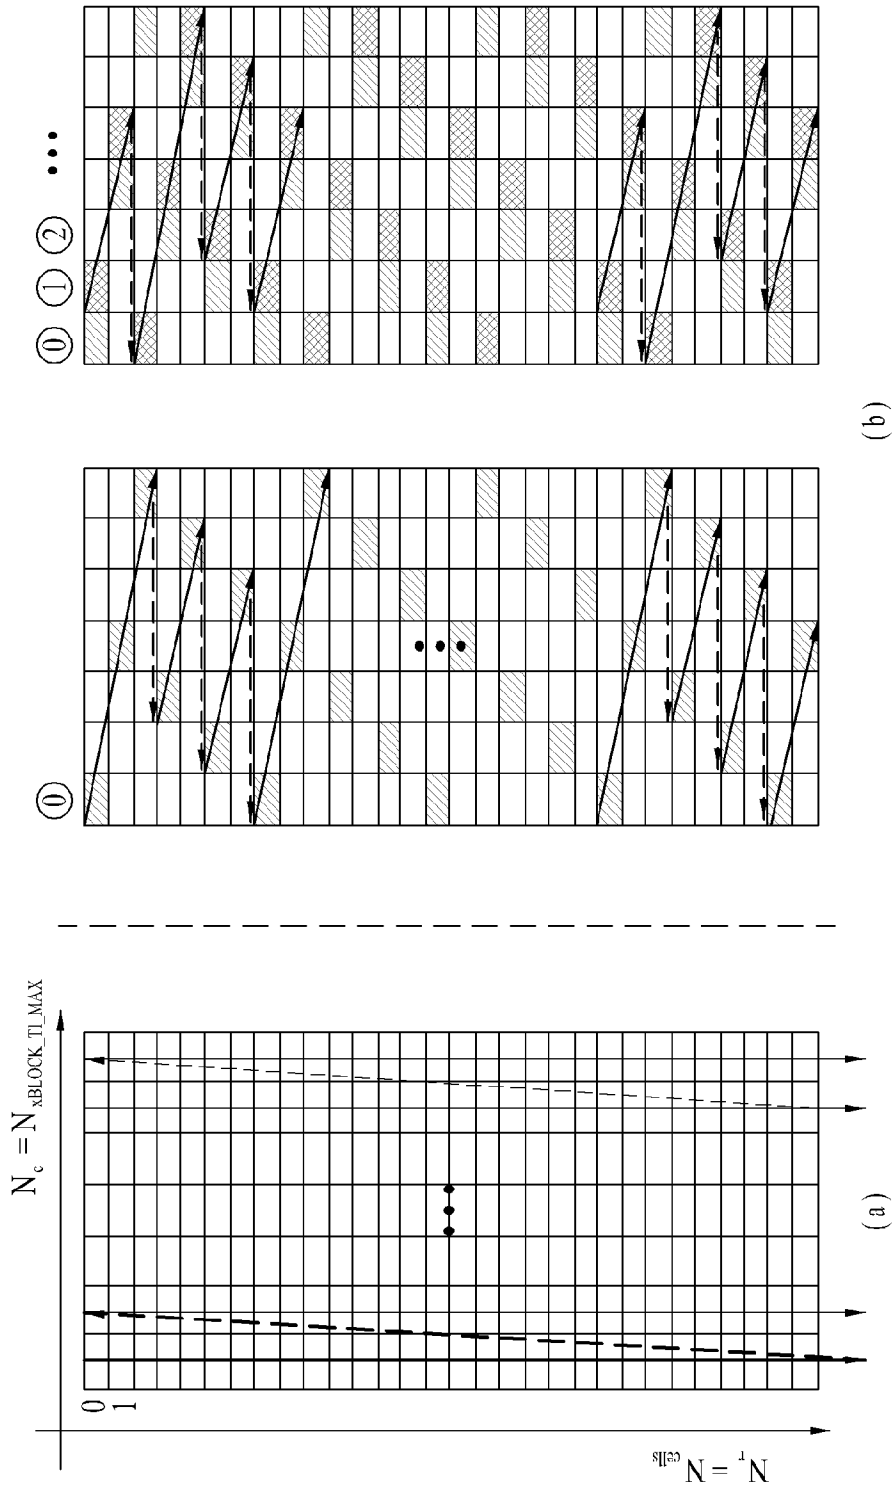 N_c = N_xBLOCK_TI_MAX
0
1
N_r = N_cells
(a)
0
0 1 2 •••
•••
•••
(b)